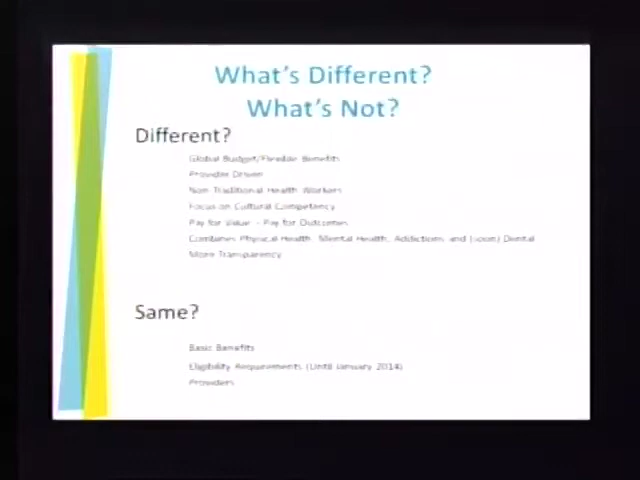 What's Different?
What's Not?
Different?
Global Budget/Flexible Benefits
Provider Driven
Non Traditional Health Workers
Focus on Cultural Competency
Pay for Value - Pay for Outcomes
Combines Physical Health, Mental Health, Addictions and (soon) Dental
More Transparency
Same?
Basic Benefits
Eligibility Requirements (Until January 2014)
Providers